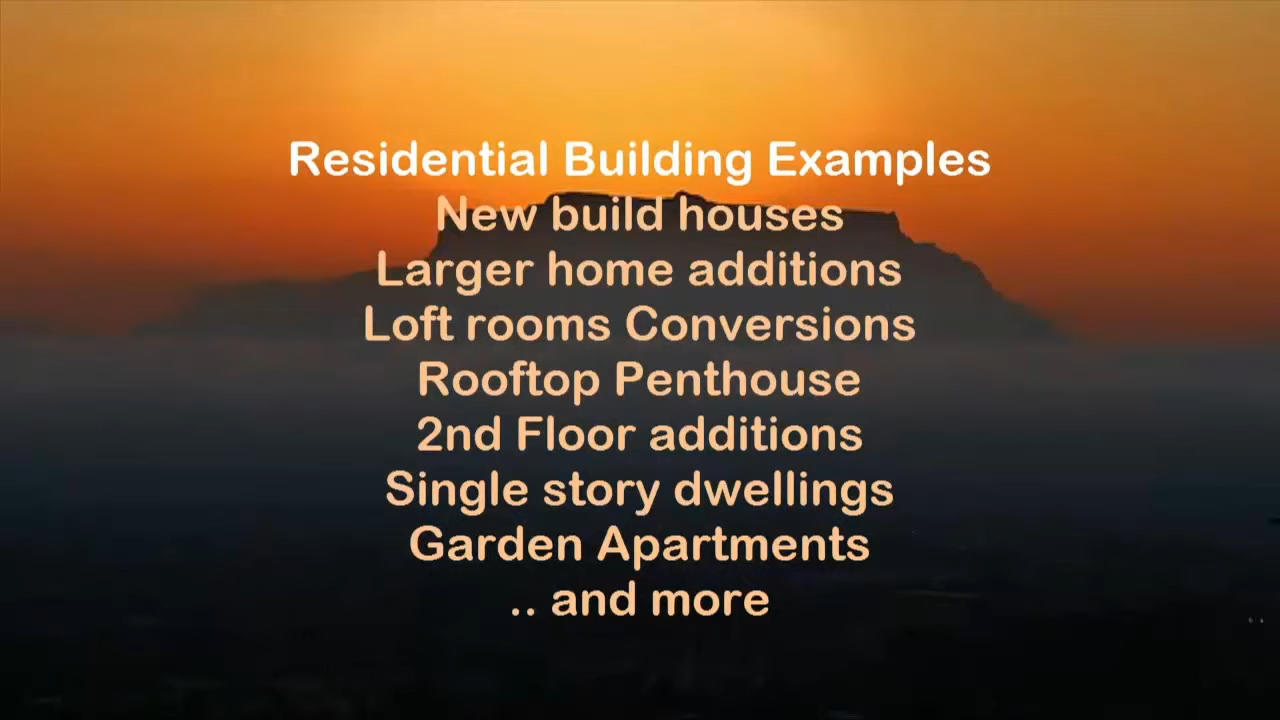 Residential Building Examples
New build houses
Larger home additions
Loft rooms Conversions
Rooftop Penthouse
2nd Floor additions
Single story dwellings
Garden Apartments
.. and more